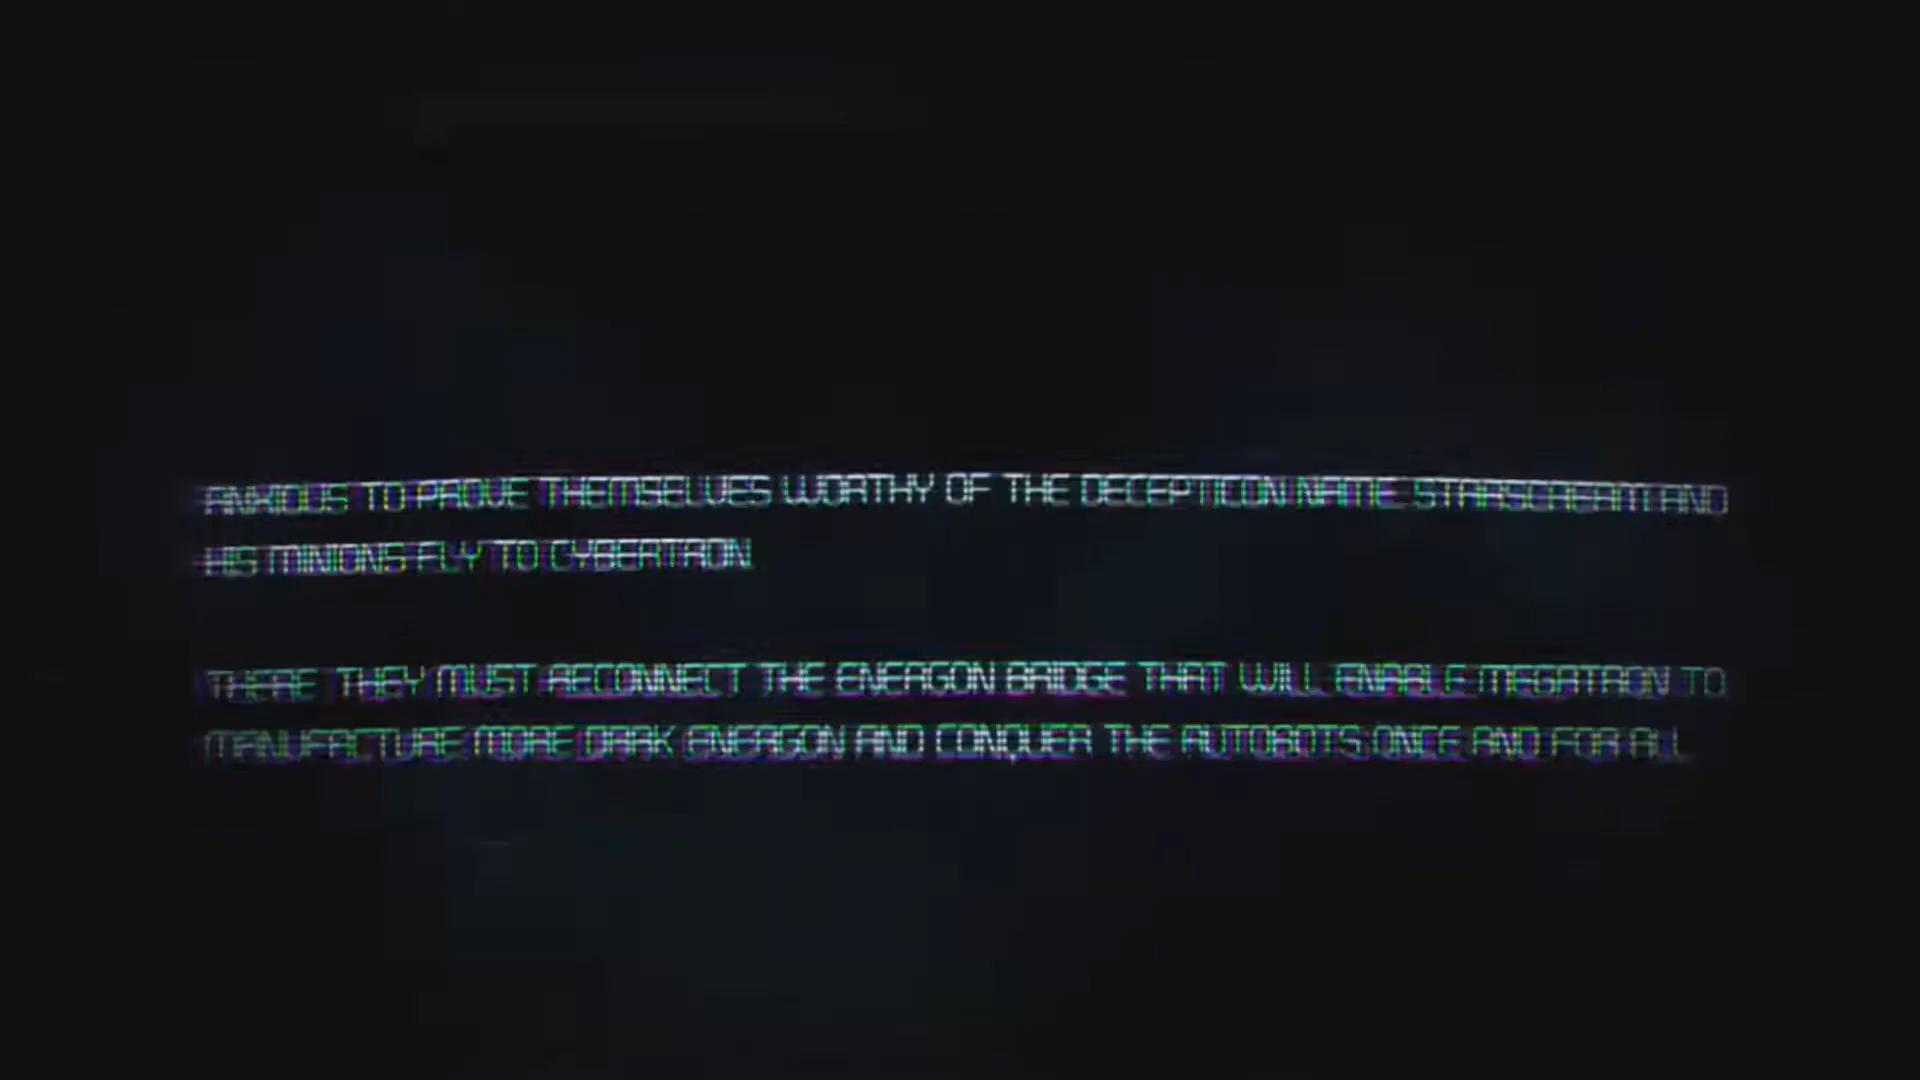 ANXIOUS TO PROVE THEMSELVES WORTHY OF THE DECEPTICON NAME STARSCREAM AND
HIS MINIONS FLY TO CYBERTRON
THERE THEY MUST RECONNECT THE ENERGON BRIDGE THAT WILL ENABLE MEGATRON TO
MANUFACTURE MORE DARK ENERGON AND CONQUER THE AUTOBOTS ONCE AND FOR ALL